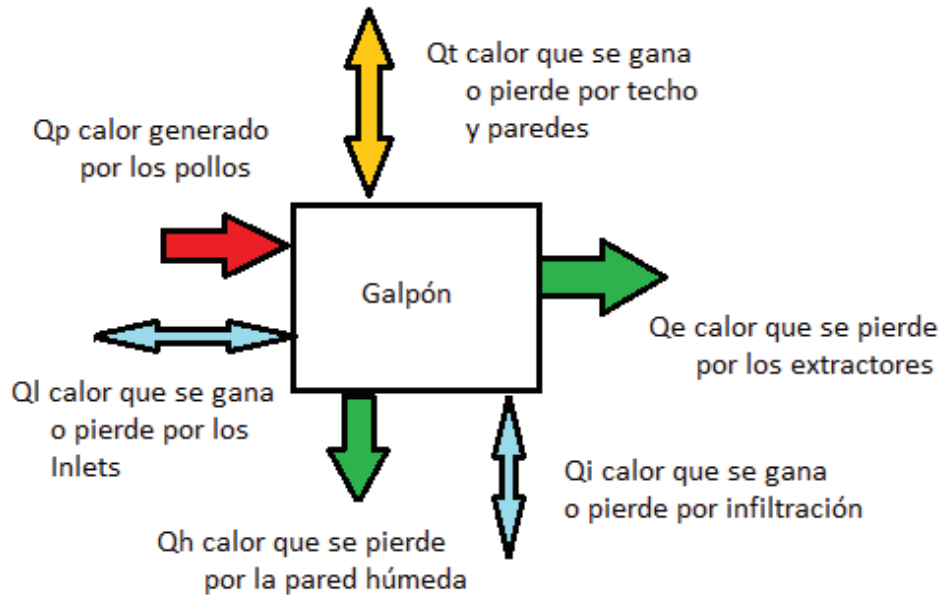 Qt calor que se gana
o pierde por techo
y paredes
Qp calor generado
por los pollos
Galpón
Qe calor que se pierde
por los extractores
Ql calor que se gana
o pierde por los
Inlets
Qi calor que se gana
o pierde por infiltración
Qh calor que se pierde
por la pared húmeda